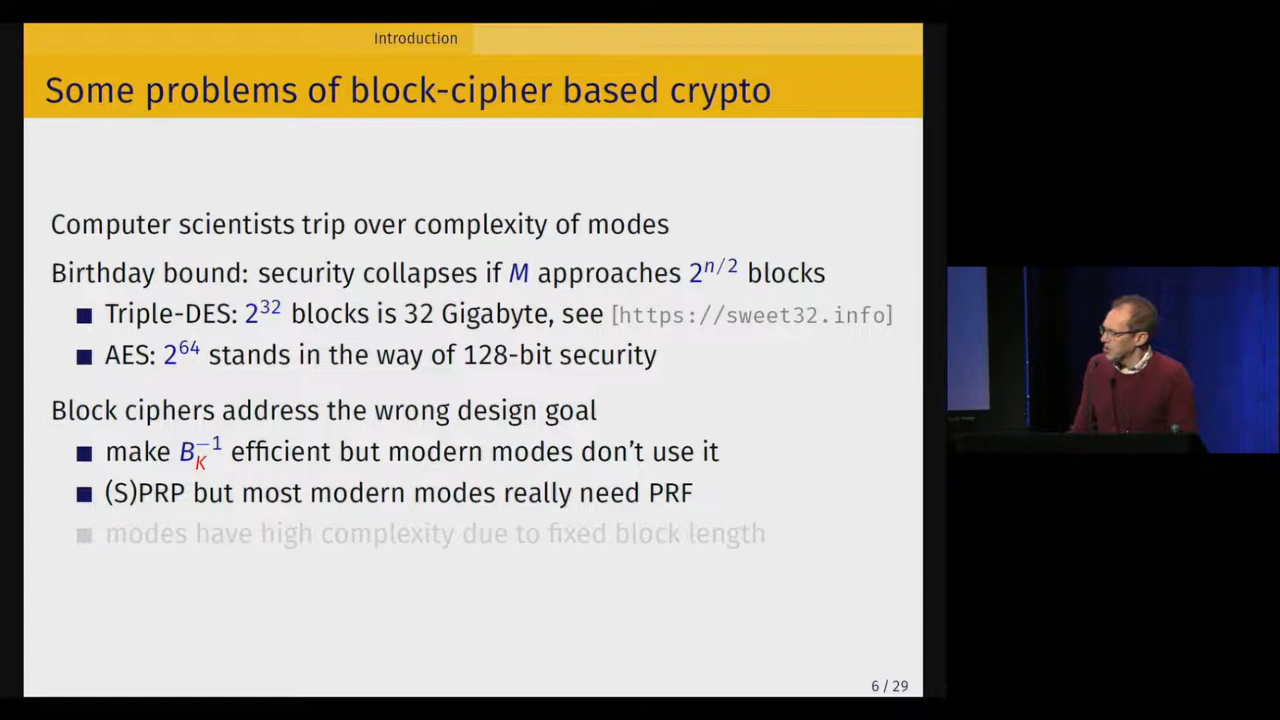 Introduction
Some problems of block-cipher based crypto
Computer scientists trip over complexity of modes
Birthday bound: security collapses if M approaches 2^{n/2} blocks
■ Triple-DES: 2^{32} blocks is 32 Gigabyte, see [https://sweet32.info]
■ AES: 2^{64} stands in the way of 128-bit security
Block ciphers address the wrong design goal
■ make B_K^{-1} efficient but modern modes don't use it
■ (S)PRP but most modern modes really need PRF
■ modes have high complexity due to fixed block length
6 / 29